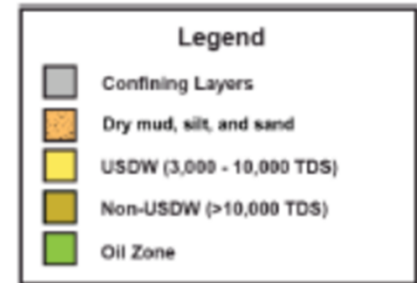 Legend
Confining Layers
Dry mud, silt, and sand
USDW (3,000 - 10,000 TDS)
Non-USDW (>10,000 TDS)
Oil Zone